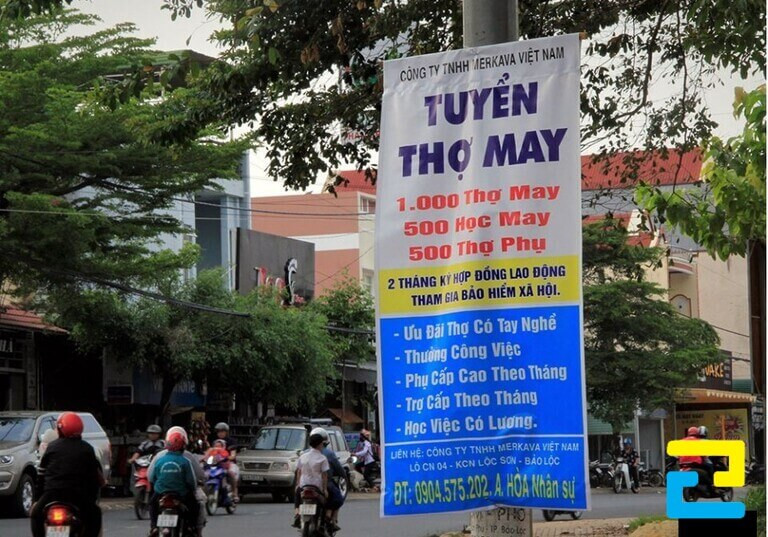 CÔNG TY TNHH MERKAVA VIỆT NAM
TUYỂN
THỢ MAY
1.000 Thợ May
500 Học May
500 Thợ Phụ
2 THÁNG KÝ HỢP ĐỒNG LAO ĐỘNG
THAM GIA BẢO HIỂM XÃ HỘI.
- Ưu Đãi Thợ Có Tay Nghề
- Thưởng Công Việc
- Phụ Cấp Cao Theo Tháng
- Trợ Cấp Theo Tháng
- Học Việc Có Lương.
LIÊN HỆ: CÔNG TY TNHH MERKAVA VIỆT NAM
LÔ CN 04 - KCN LỘC SƠN - BẢO LỘC
ĐT: 0904.575.202. A. HÒA Nhân sự